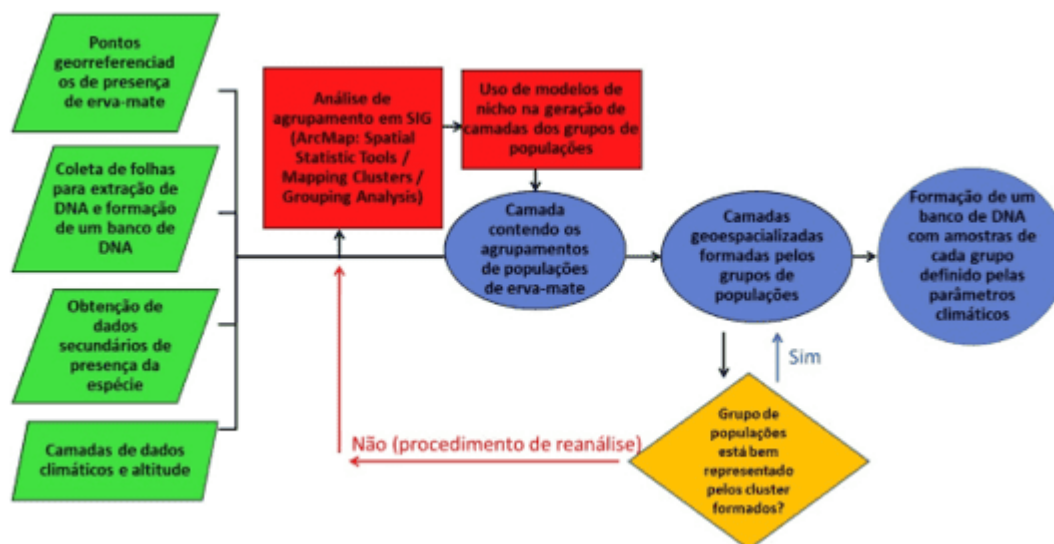 Pontos
georreferenciad
os de presença
de erva-mate
Coleta de folhas
para extração de
DNA e formação
de um banco de
DNA
Obtenção de
dados
secundários de
presença da
espécie
Camadas de dados
climáticos e altitude
Análise de
agrupamento em SIG
(ArcMap: Spatial
Statistic Tools /
Mapping Clusters /
Grouping Analysis)
Uso de modelos de
nicho na geração de
camadas dos grupos de
populações
Camada
contendo os
agrupamentos
de populações
de erva-mate
Camadas
geoespacializadas
formadas pelos
grupos de
populações
Formação de um
banco de DNA
com amostras de
cada grupo
definido pelas
parâmetros
climáticos
Sim
Não (procedimento de reanálise)
Grupo de
populações
está bem
representado
pelos cluster
formados?